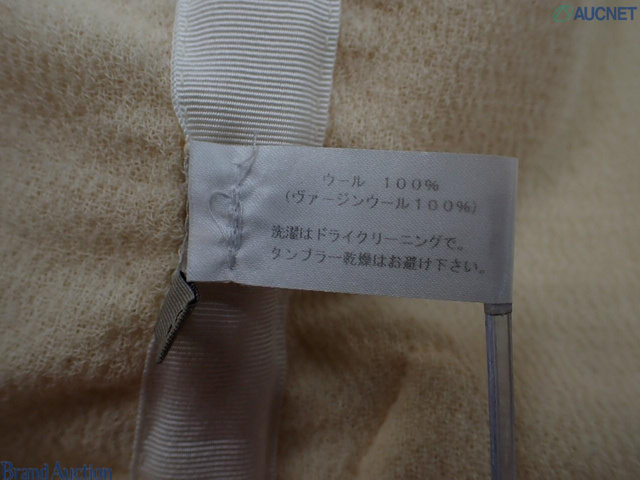 AUCNET
ウール 100%
(ヴァージンウール100%)
洗濯はドライクリーニングで。
タンブラー乾燥はお避け下さい。
Brand Auction